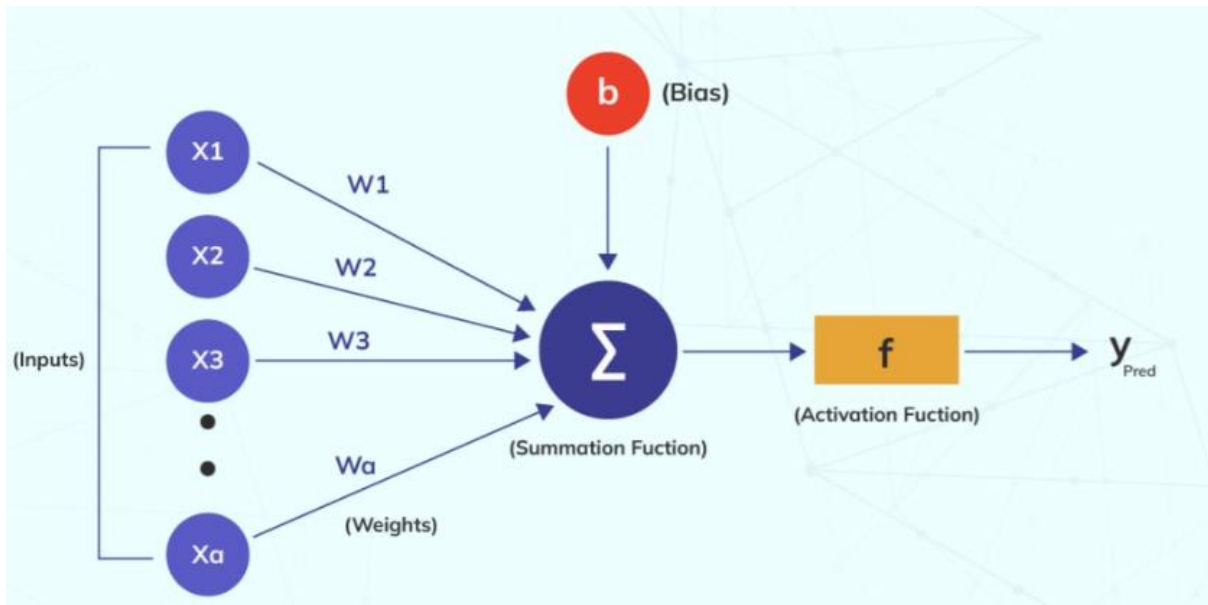 b (Bias)
X1
W1
X2
W2
(Inputs)
X3
W3
Σ
f
y Pred
(Summation Fuction)
(Activation Fuction)
Wa
(Weights)
Xa